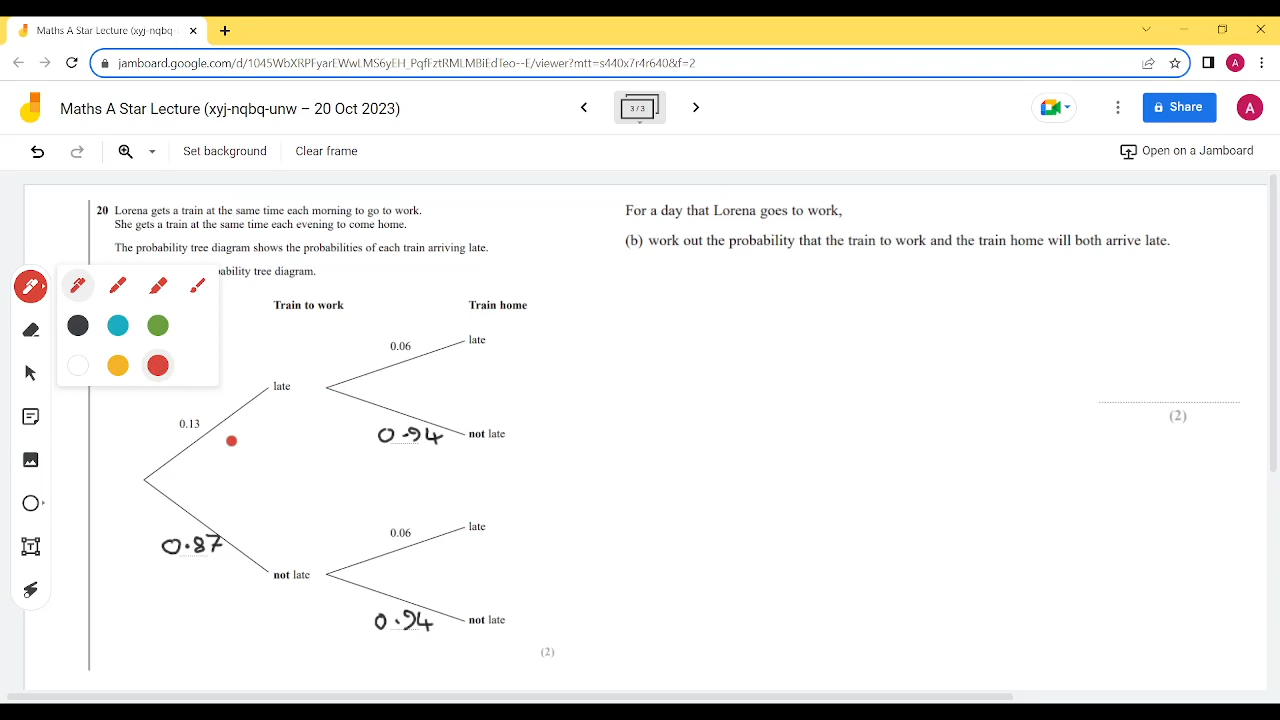 Maths A Star Lecture (xyj-nqbq
jamboard.google.com/d/1045WbXRPFyarEWwLMS6yEH_PqfFztRMLMBiEdTeo--E/viewer?mtt=s440x7r4r640&f=2
A
Maths A Star Lecture (xyj-nqbq-unw – 20 Oct 2023)
3 / 3
Share
A
Set background
Clear frame
Open on a Jamboard
20 Lorena gets a train at the same time each morning to go to work.
She gets a train at the same time each evening to come home.
The probability tree diagram shows the probabilities of each train arriving late.
ability tree diagram.
Train to work
Train home
0.06
late
late
0.13
0.94
not late
0.06
late
0.87
not late
0.94
not late
(2)
For a day that Lorena goes to work,
(b) work out the probability that the train to work and the train home will both arrive late.
(2)